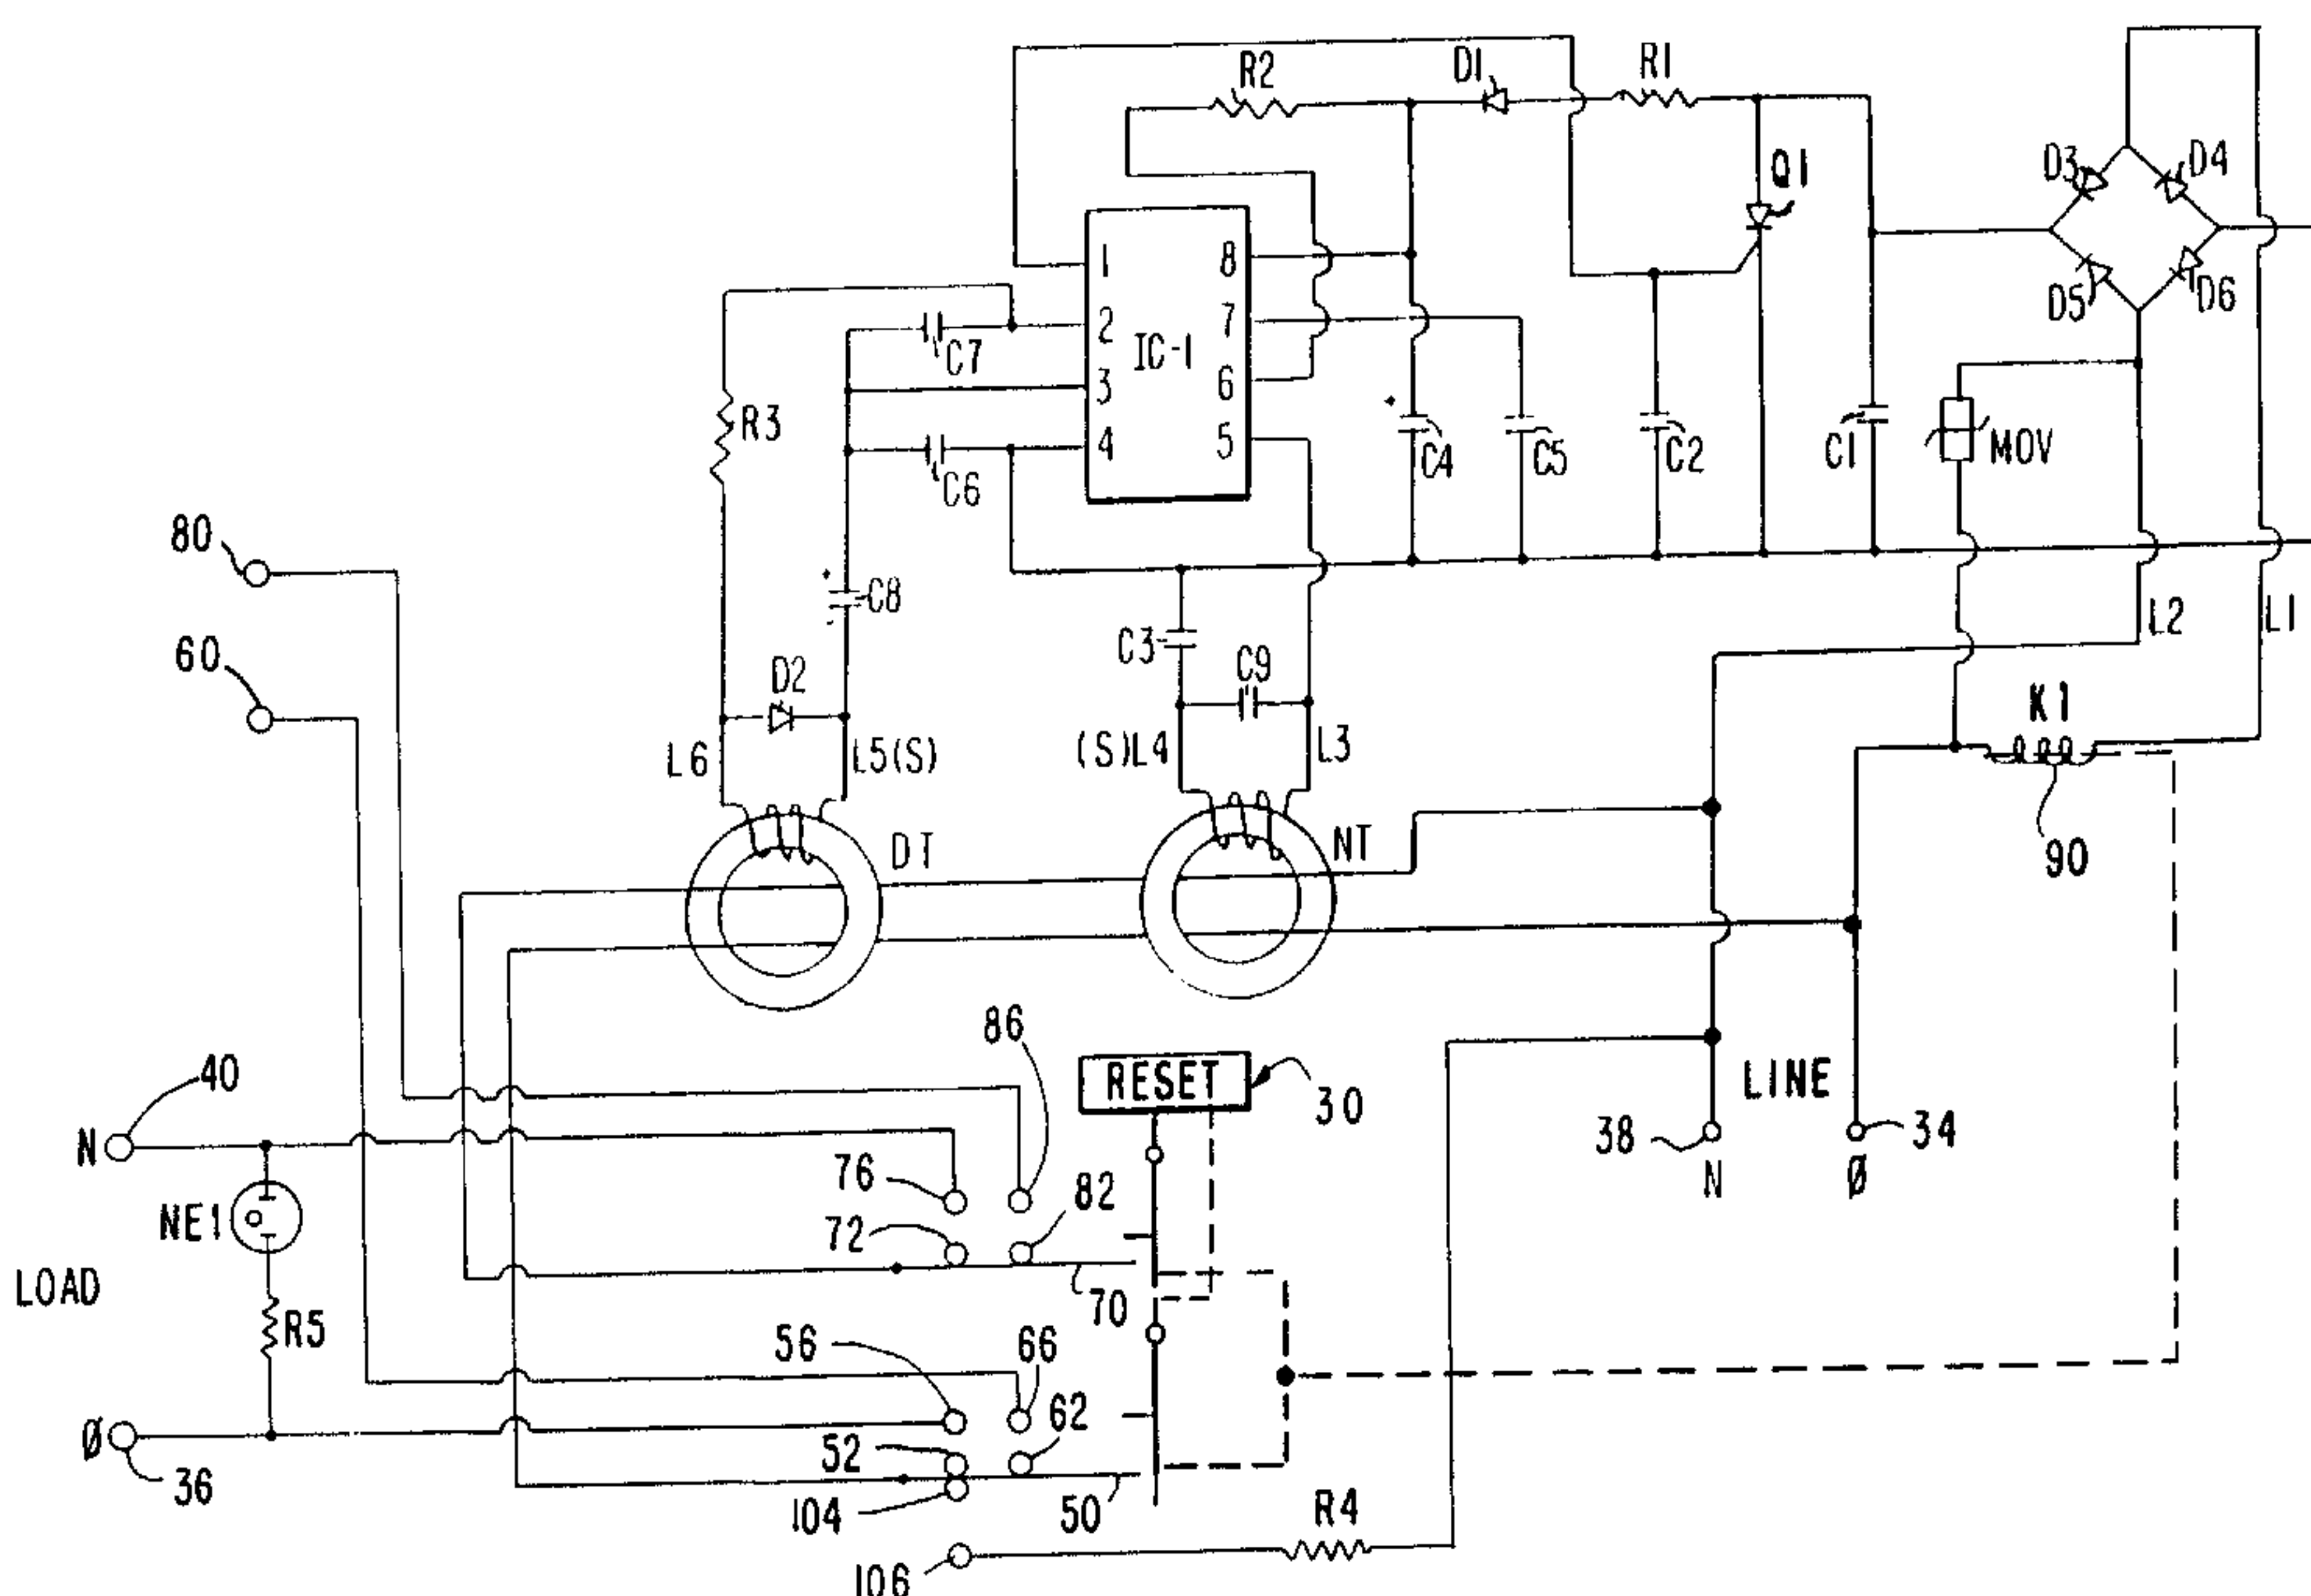 R2
D1
R1
D3
D4
Q1
1
8
2
7
IC-1
3
6
4
5
C7
R3
C6
C4
C5
C2
C1
D5
D6
MOV
80
C8
60
L2
L1
C3
C9
D2
K1
L6
L5(S)
(S)L4
L3
DT
NT
90
86
40
RESET
30
LINE
38
34
N
76
82
N
Ø
NE1
72
LOAD
70
R5
56
66
62
Ø
52
36
104
50
R4
106